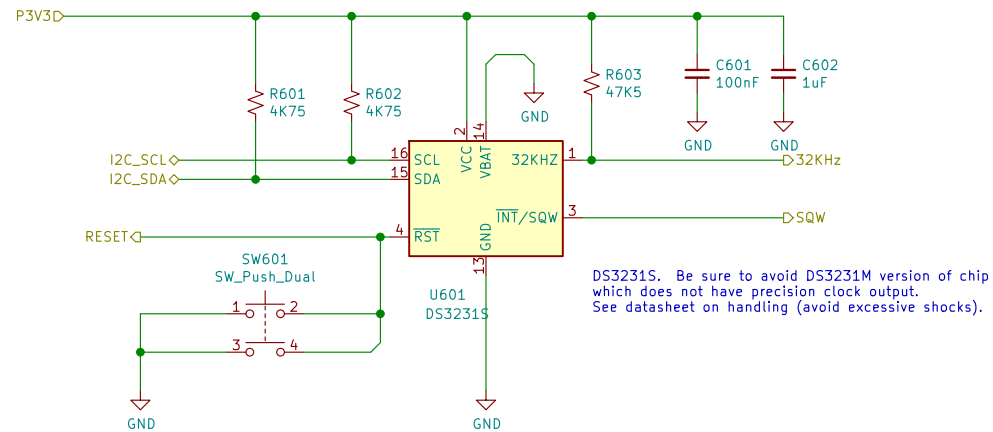 P3V3
R601
4K75
R602
4K75
R603
47K5
C601
100nF
C602
1uF
GND
GND
GND
I2C_SCL
I2C_SDA
16
15
SCL
SDA
2
14
VCC
VBAT
32KHZ
1
32KHz
INT/SQW
3
SQW
RESET
4
RST
GND
13
SW601
SW_Push_Dual
1
2
3
4
U601
DS3231S
DS3231S. Be sure to avoid DS3231M version of chip
which does not have precision clock output.
See datasheet on handling (avoid excessive shocks).
GND
GND